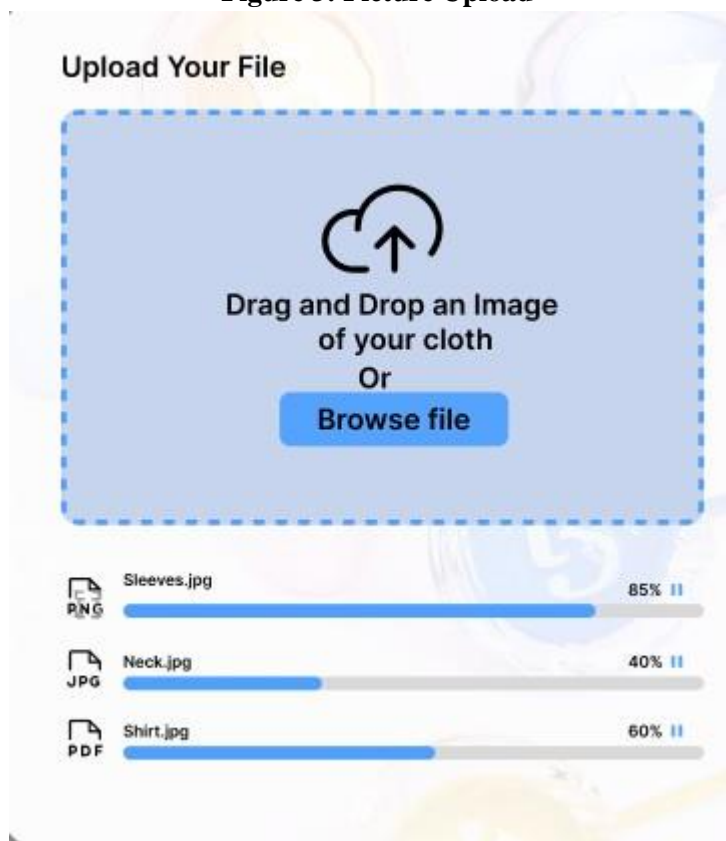 Upload Your File
Drag and Drop an Image
of your cloth
Or
Browse file
Sleeves.jpg
85%
PNG
Neck.jpg
40%
JPG
Shirt.jpg
60%
PDF